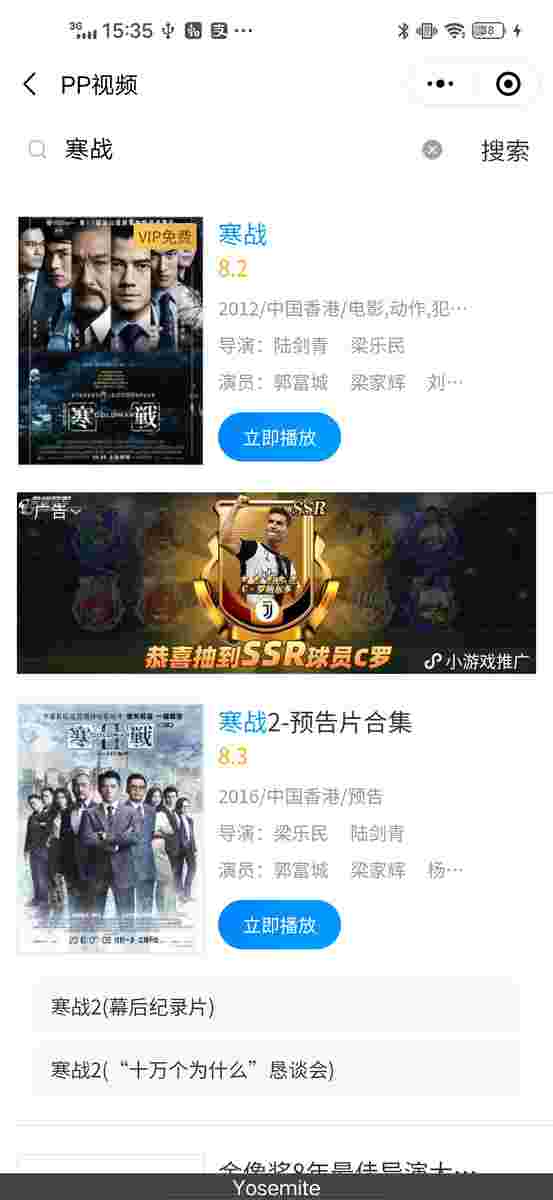 3G 15:35
PP视频
寒战
搜索
VIP免费
寒战
8.2
2012/中国香港/电影,动作,犯…
导演：陆剑青 梁乐民
演员：郭富城 梁家辉 刘…
寒 COLDWAR 戰
立即播放
广告
SSR
恭喜抽到SSR球员C罗
小游戏推广
寒 戰
寒战2-预告片合集
8.3
2016/中国香港/预告
导演：梁乐民 陆剑青
演员：郭富城 梁家辉 杨…
立即播放
寒战2(幕后纪录片)
寒战2(“十万个为什么”恳谈会)
金像奖8年最佳导演大…
Yosemite